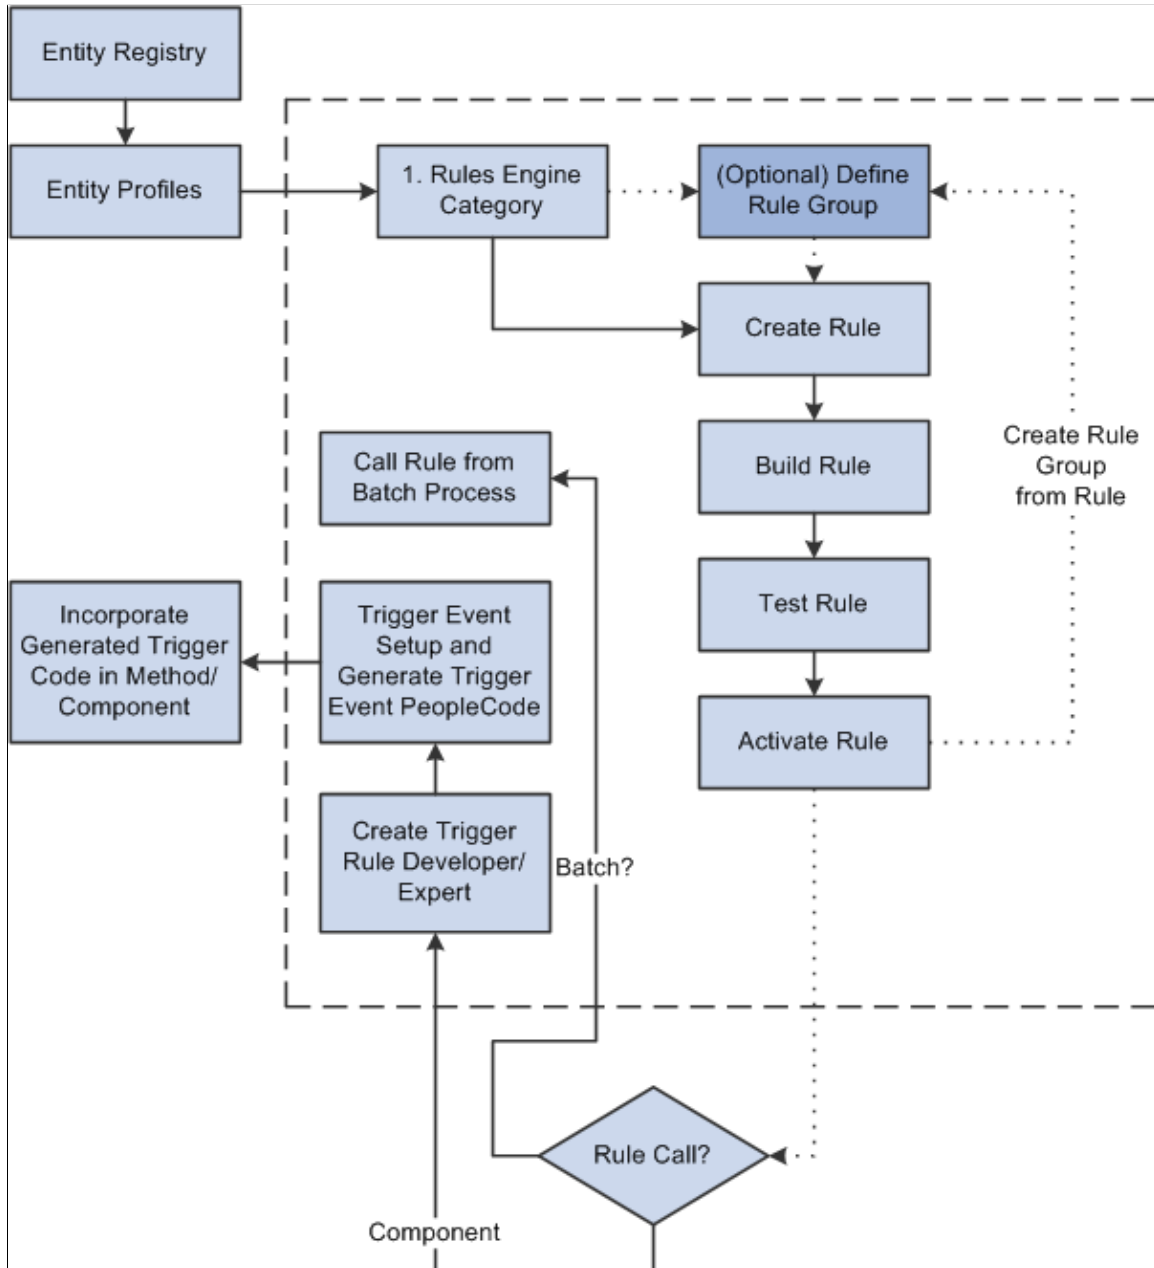 Entity Registry
Entity Profiles
1. Rules Engine
Category
(Optional) Define
Rule Group
Create Rule
Build Rule
Create Rule
Group
from Rule
Call Rule from
Batch Process
Test Rule
Incorporate
Generated Trigger
Code in Method/
Component
Trigger Event
Setup and
Generate Trigger
Event PeopleCode
Activate Rule
Create Trigger
Rule Developer/
Expert
Batch?
Rule Call?
Component